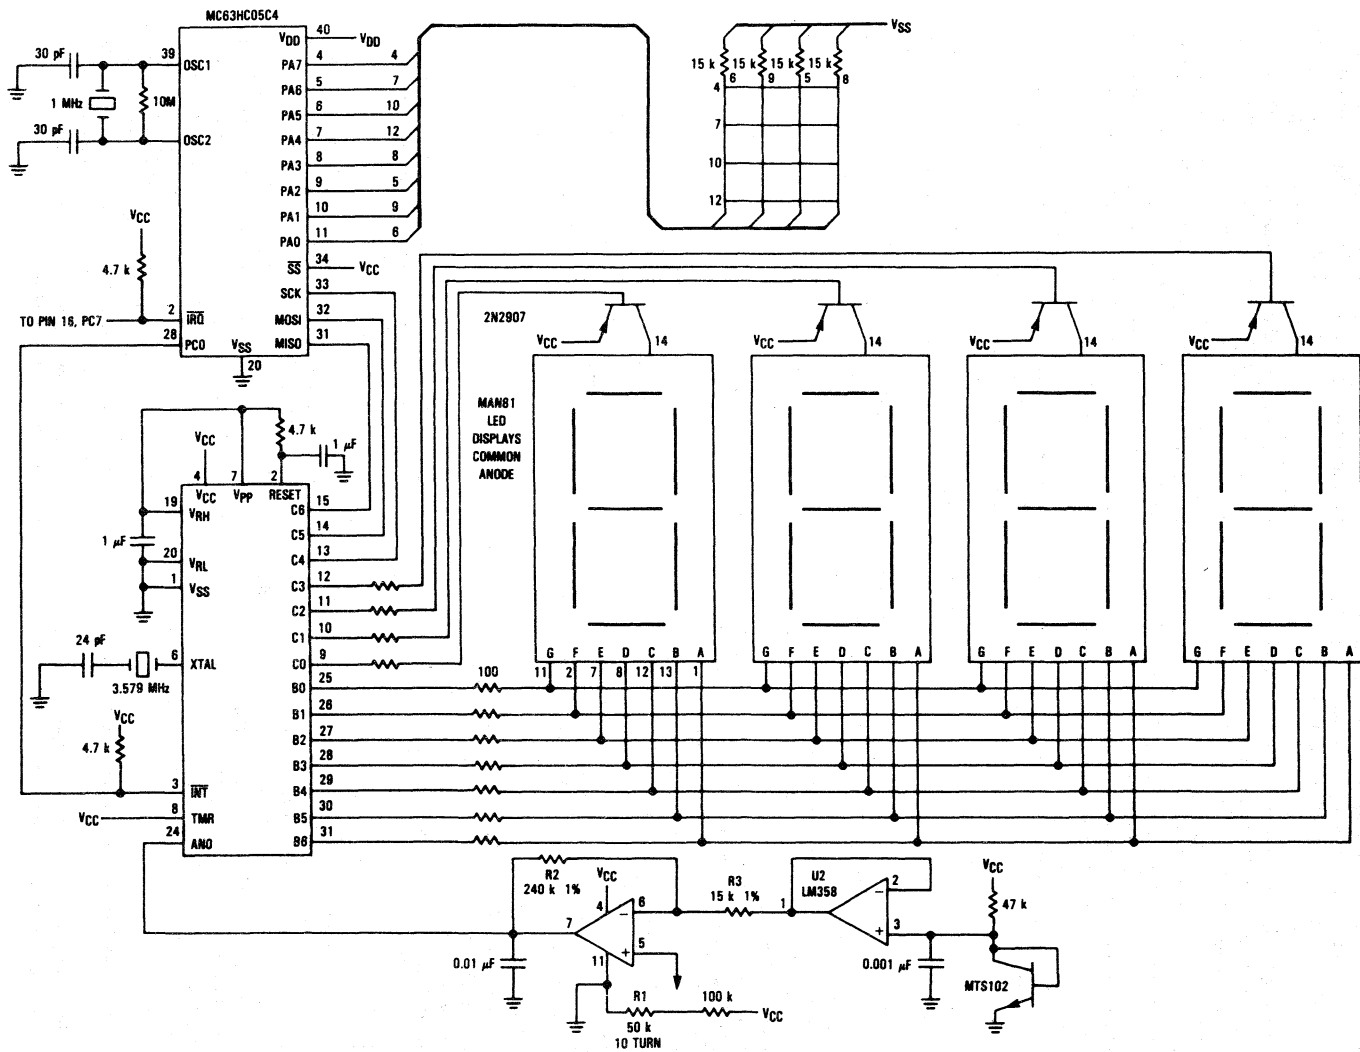 MC63HC05C4
VDD 40 VDD
30 pF 39 OSC1
PA7 4 4
PA6 5 7
1 MHz 10M
PA5 6 10
30 pF OSC2
PA4 7 12
PA3 8 8
PA2 9 5
PA1 10 9
PA0 11 6
VCC
4.7 k
SS 34 VCC
SCK 33
TO PIN 16, PC7 2 IRQ
MOSI 32
28 PC0
MISO 31
VSS
20
VSS
15 k 15 k 15 k 15 k
6 9 5 8
4
7
10
12
2N2907
VCC 14
VCC 14
VCC 14
VCC 14
MAN81
LED
DISPLAYS
COMMON
ANODE
4.7 k
1 μF
VCC
4 7 2
VCC VPP RESET
19 VRH
1 μF
20 VRL
1 VSS
C6 15
C5 14
C4 13
C3 12
C2 11
C1 10
C0 9
24 pF 6 XTAL
3.579 MHz
G F E D C B A
11 2 7 8 12 13 1
G F E D C B A
G F E D C B A
G F E D C B A
B0 25 100
B1 26
B2 27
B3 28
B4 29
B5 30
B6 31
VCC
4.7 k
3 INT
VCC 8 TMR
24 AN0
R2
240 k 1%
VCC
4
6
7
5
11
0.01 μF
R3
15 k 1%
1
U2
LM358
2
3
VCC
47 k
0.001 μF
MTS102
R1
50 k
10 TURN
100 k
VCC